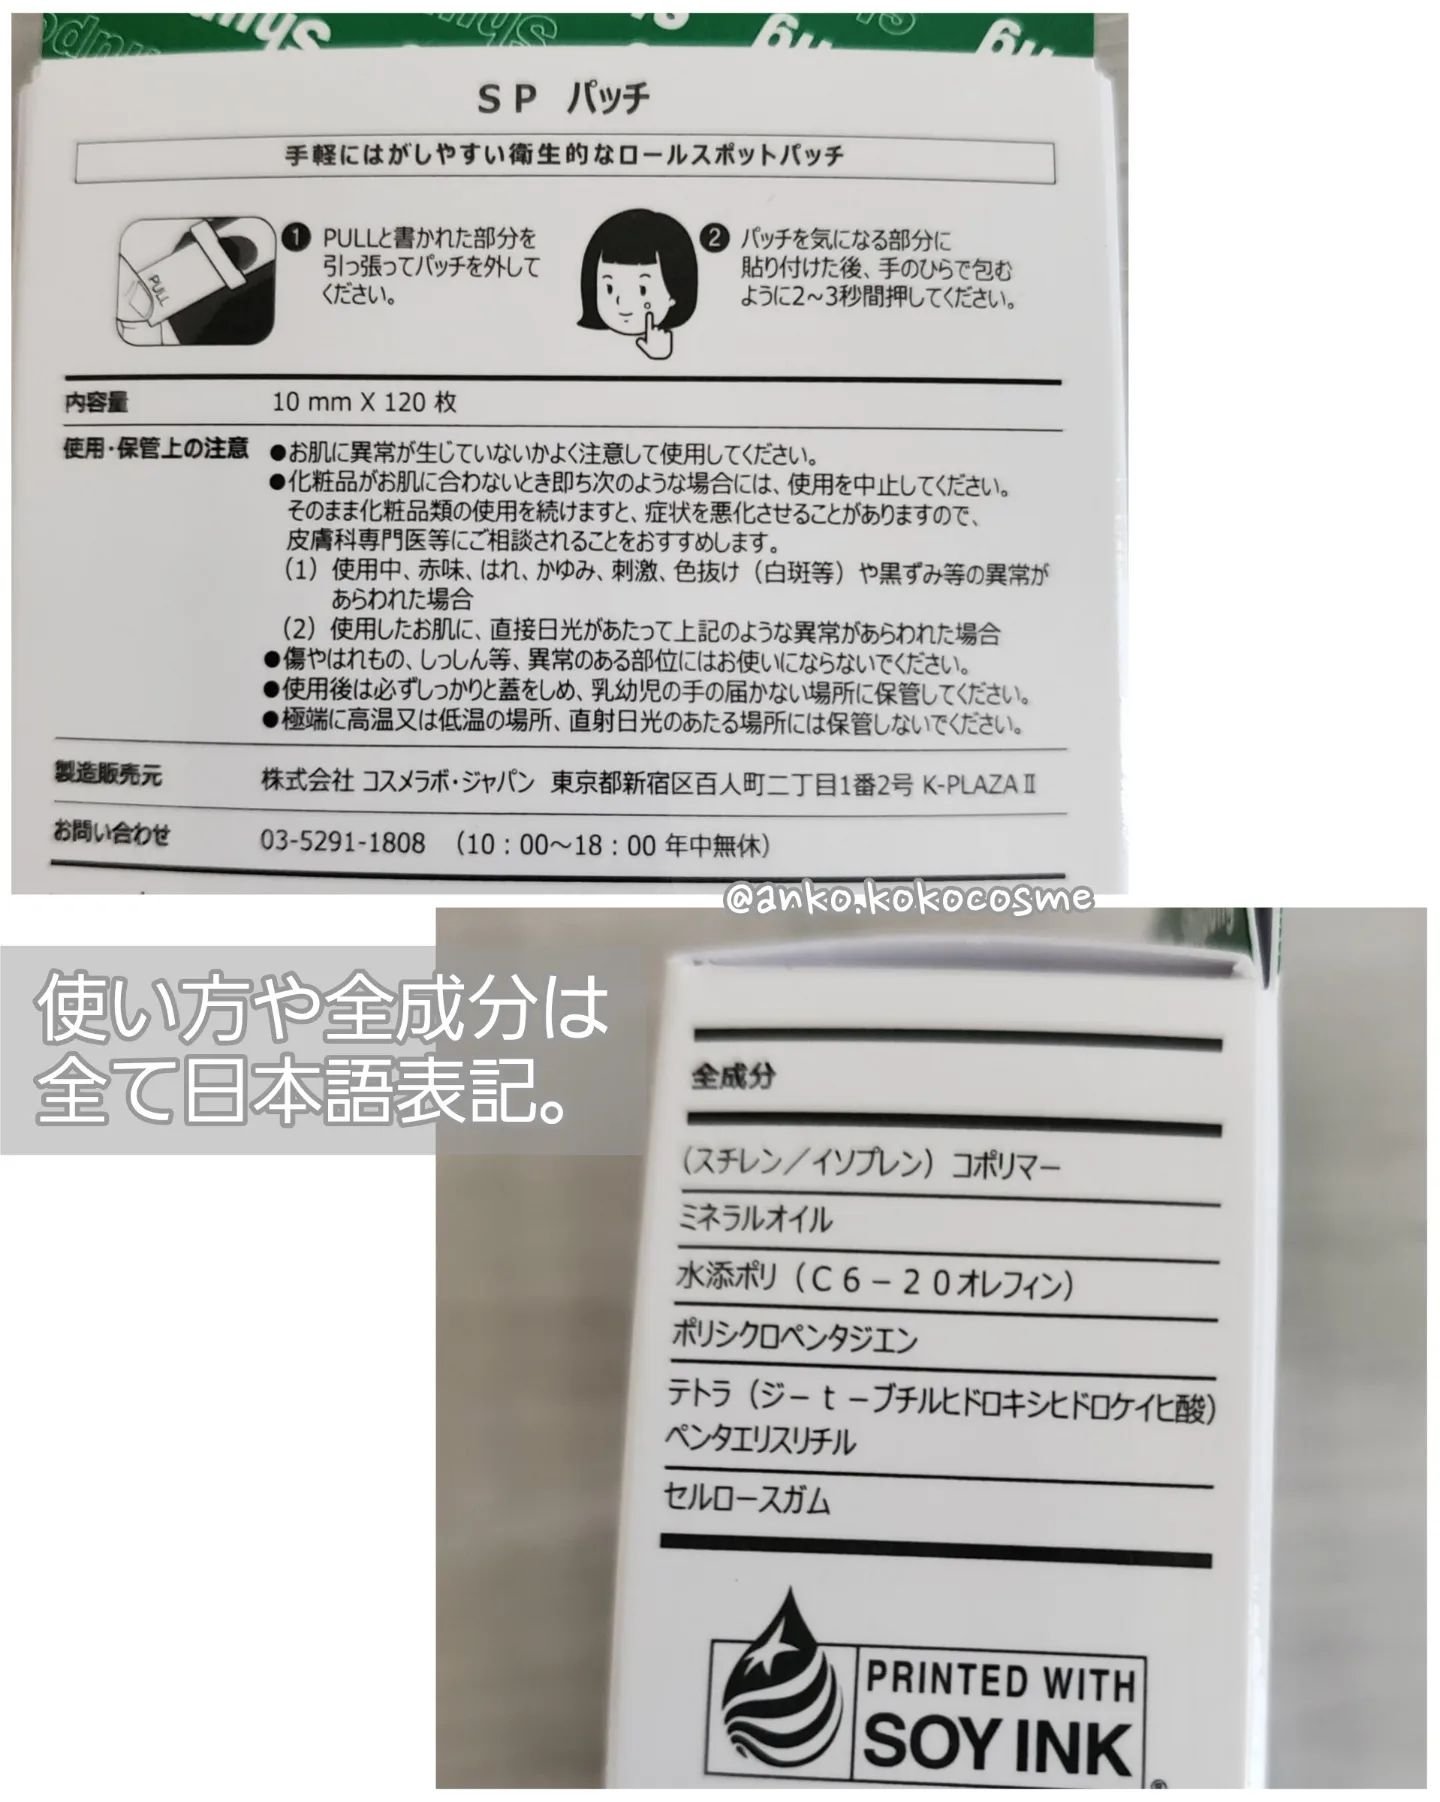 SP パッチ
手軽にはがしやすい衛生的なロールスポットパッチ
PULL
❶ PULLと書かれた部分を
引っ張ってパッチを外して
ください。
❷ パッチを気になる部分に
貼り付けた後、手のひらで包む
ように2～3秒間押してください。
内容量 10 mm X 120 枚
使用・保管上の注意 ●お肌に異常が生じていないかよく注意して使用してください。
●化粧品がお肌に合わないとき即ち次のような場合には、使用を中止してください。
そのまま化粧品類の使用を続けますと、症状を悪化させることがありますので、
皮膚科専門医等にご相談されることをおすすめします。
（1）使用中、赤味、はれ、かゆみ、刺激、色抜け（白斑等）や黒ずみ等の異常が
あらわれた場合
（2）使用したお肌に、直接日光があたって上記のような異常があらわれた場合
●傷やはれもの、しっしん等、異常のある部位にはお使いにならないでください。
●使用後は必ずしっかりと蓋をしめ、乳幼児の手の届かない場所に保管してください。
●極端に高温又は低温の場所、直射日光のあたる場所には保管しないでください。
製造販売元 株式会社 コスメラボ・ジャパン 東京都新宿区百人町二丁目1番2号 K-PLAZAⅡ
お問い合わせ 03-5291-1808 （10：00～18：00 年中無休）
@anko.kokocosme
使い方や全成分は
全て日本語表記。
全成分
（スチレン／イソプレン）コポリマー
ミネラルオイル
水添ポリ（C6－20オレフィン）
ポリシクロペンタジエン
テトラ（ジ－t－ブチルヒドロキシヒドロケイヒ酸）
ペンタエリスリチル
セルロースガム
PRINTED WITH
SOY INK